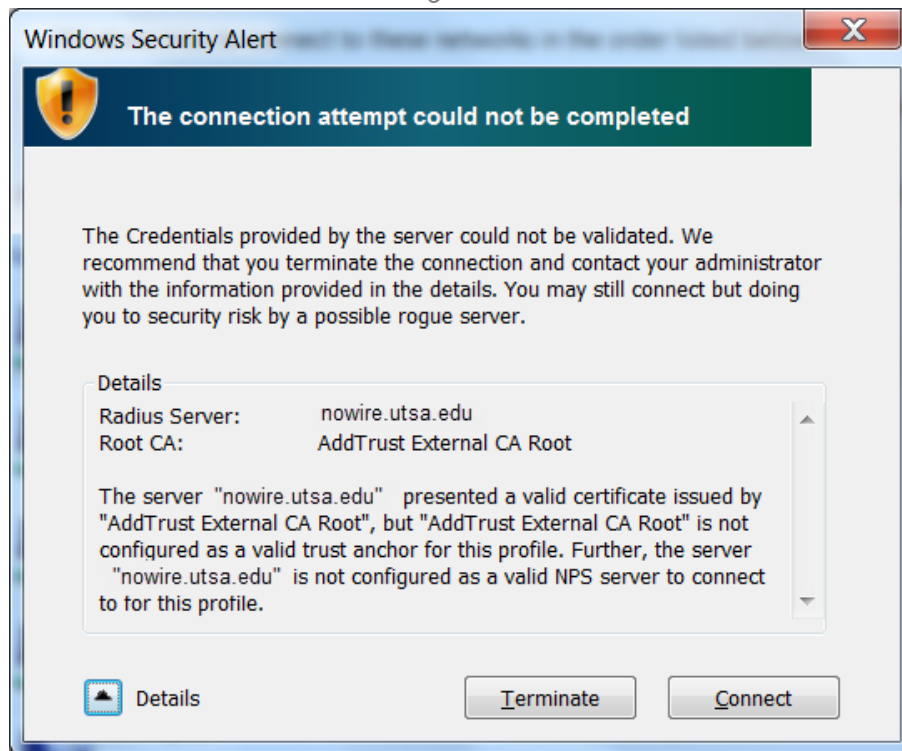 Windows Security Alert
The connection attempt could not be completed
The Credentials provided by the server could not be validated. We
recommend that you terminate the connection and contact your administrator
with the information provided in the details. You may still connect but doing
you to security risk by a possible rogue server.
Details
Radius Server: nowire.utsa.edu
Root CA: AddTrust External CA Root
The server "nowire.utsa.edu" presented a valid certificate issued by
"AddTrust External CA Root", but "AddTrust External CA Root" is not
configured as a valid trust anchor for this profile. Further, the server
"nowire.utsa.edu" is not configured as a valid NPS server to connect
to for this profile.
Details
Terminate
Connect